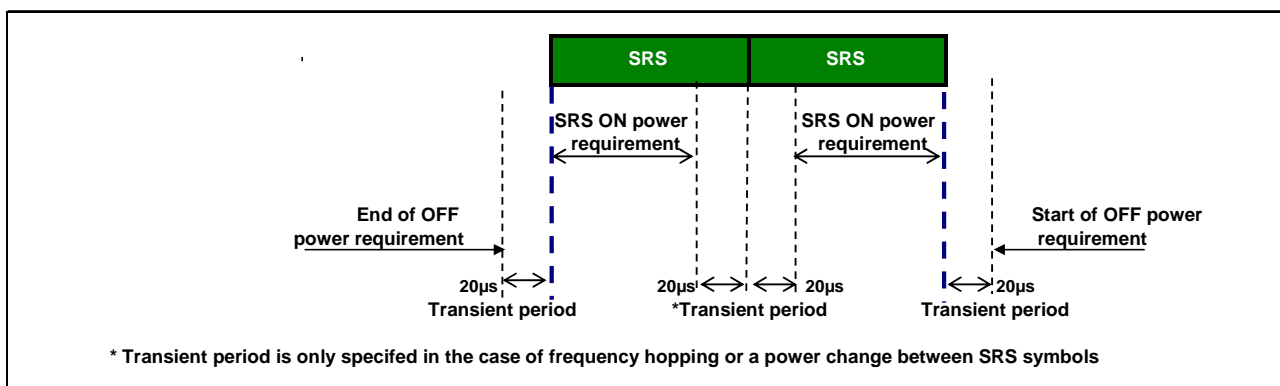 SRS SRS
SRS ON power
requirement
SRS ON power
requirement
End of OFF
power requirement
Start of OFF power
requirement
20µs 20µs 20µs 20µs
Transient period *Transient period Transient period
* Transient period is only specifed in the case of frequency hopping or a power change between SRS symbols